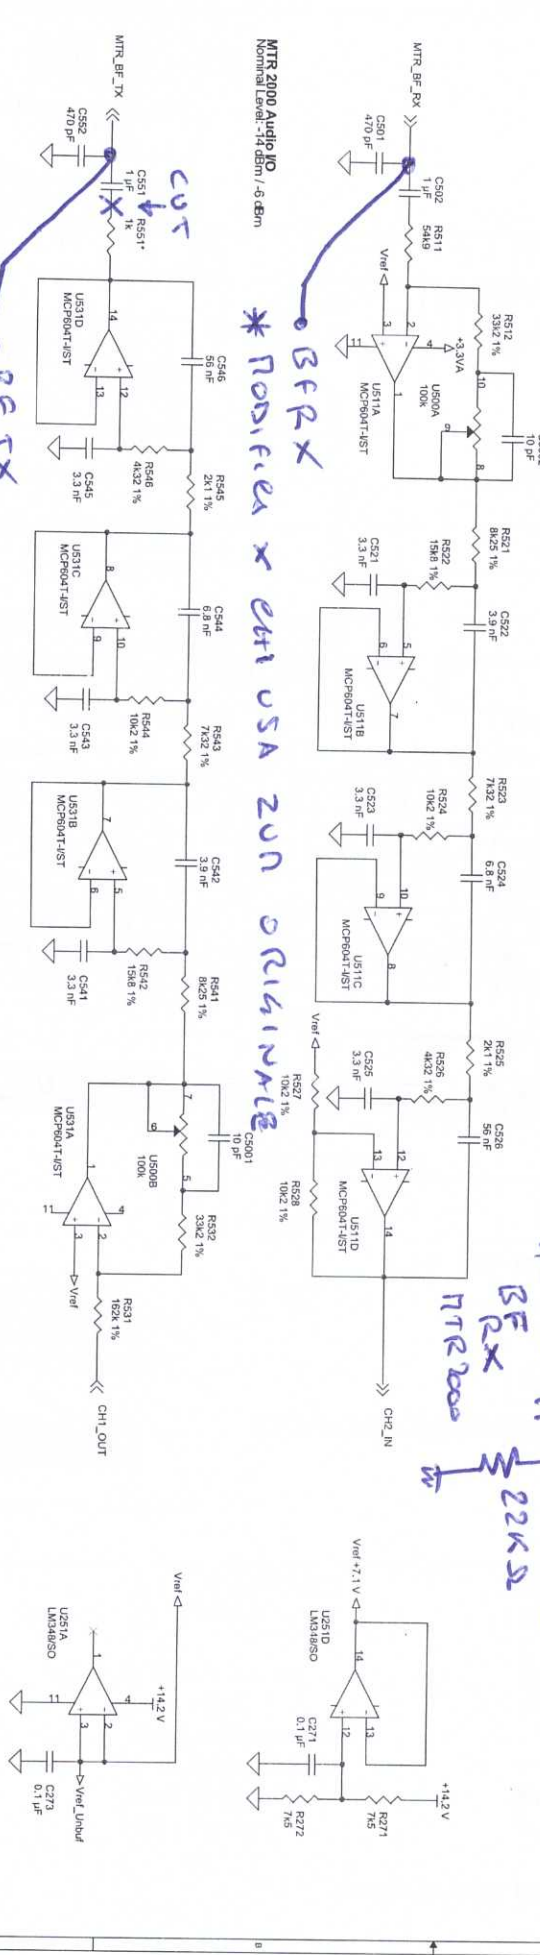 MTR 2000 Audio I/O
Nominal Level: -14 dBm / -6 dBm
MTR_BF_RX
C501
470 pF
C502
1 µF
R511
54k9
Vref
R512
33k2 1%
+3.3VA
U511A
MCP604T-I/ST
U500A
100k
10 pF
R521
8k25 1%
R522
15k8 1%
C521
3.3 nF
C522
3.9 nF
U511B
MCP604T-I/ST
R523
7k32 1%
R524
10k2 1%
C523
3.3 nF
C524
6.8 nF
U511C
MCP604T-I/ST
R525
2k1 1%
R526
4k32 1%
C525
3.3 nF
C526
56 nF
Vref
R527
10k2 1%
R528
10k2 1%
U511D
MCP604T-I/ST
CH2_IN
BFRX
BF
RX
MTR2000
22KΩ
MTR_BF_TX
C552
470 pF
C551
1 µF
R551*
1k
CUT
U531D
MCP604T-I/ST
C546
56 nF
C545
3.3 nF
R546
4k32 1%
R545
2k1 1%
U531C
MCP604T-I/ST
C544
6.8 nF
C543
3.3 nF
R544
10k2 1%
R543
7k32 1%
U531B
MCP604T-I/ST
C542
3.9 nF
C541
3.3 nF
R542
15k8 1%
R541
8k25 1%
U531A
MCP604T-I/ST
C5001
10 pF
U500B
100k
R532
33k2 1%
Vref
R531
162k 1%
CH1_OUT
* MODIFICA X CHI USA ZUM ORIGINALE
Vref +7.1 V
U251D
LM348/SO
C271
0.1 µF
R272
7k5
R271
7k5
+14.2 V
Vref
U251A
LM348/SO
+14.2 V
C273
0.1 µF
Vref_Unbuf
B